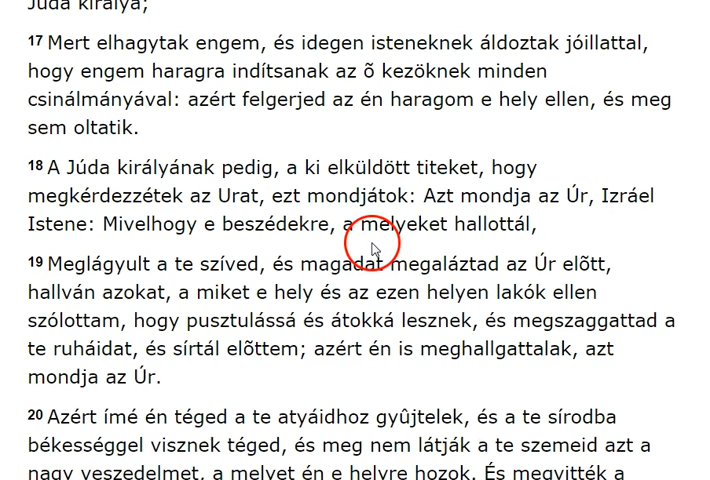 Júda királya;
17 Mert elhagytak engem, és idegen isteneknek áldoztak jóillattal,
hogy engem haragra indítsanak az õ kezöknek minden
csinálmányával: azért felgerjed az én haragom e hely ellen, és meg
sem oltatik.
18 A Júda királyának pedig, a ki elküldött titeket, hogy
megkérdezzétek az Urat, ezt mondjátok: Azt mondja az Úr, Izráel
Istene: Mivelhogy e beszédekre, a melyeket hallottál,
19 Meglágyult a te szíved, és magadat megaláztad az Úr elõtt,
hallván azokat, a miket e hely és az ezen helyen lakók ellen
szólottam, hogy pusztulássá és átokká lesznek, és megszaggattad a
te ruháidat, és sírtál elõttem; azért én is meghallgattalak, azt
mondja az Úr.
20 Azért ímé én téged a te atyáidhoz gyûjtelek, és a te sírodba
békességgel visznek téged, és meg nem látják a te szemeid azt a
nagy veszedelmet, a melyet én e helyre hozok. És megvitték a